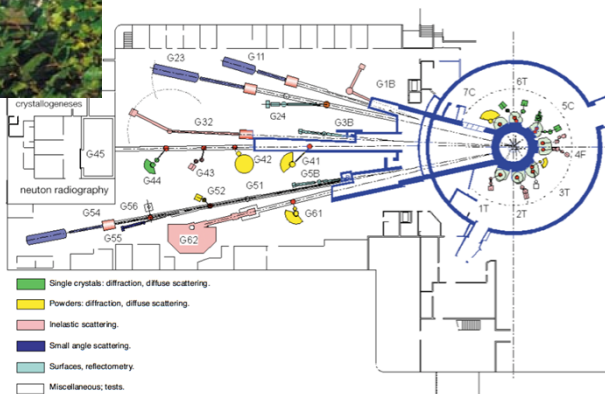 G23
G11
G1B
7C
6T
5C
4F
3T
2T
1T
crystallogeneses
G32
G24
G3B
G45
G44
G43
G42
G41
neuton radiography
G56
G52
G51
G5B
G54
G55
G62
G61
Single crystals: diffraction, diffuse scattering.
Powders: diffraction, diffuse scattering.
Inelastic scattering.
Small angle scattering.
Surfaces, reflectometry.
Miscellaneous; tests.